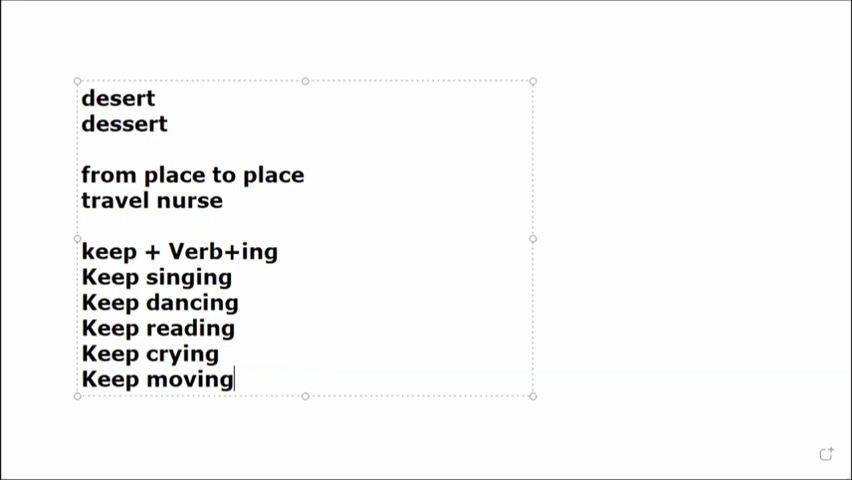 desert
dessert
from place to place
travel nurse
keep + Verb+ing
Keep singing
Keep dancing
Keep reading
Keep crying
Keep moving